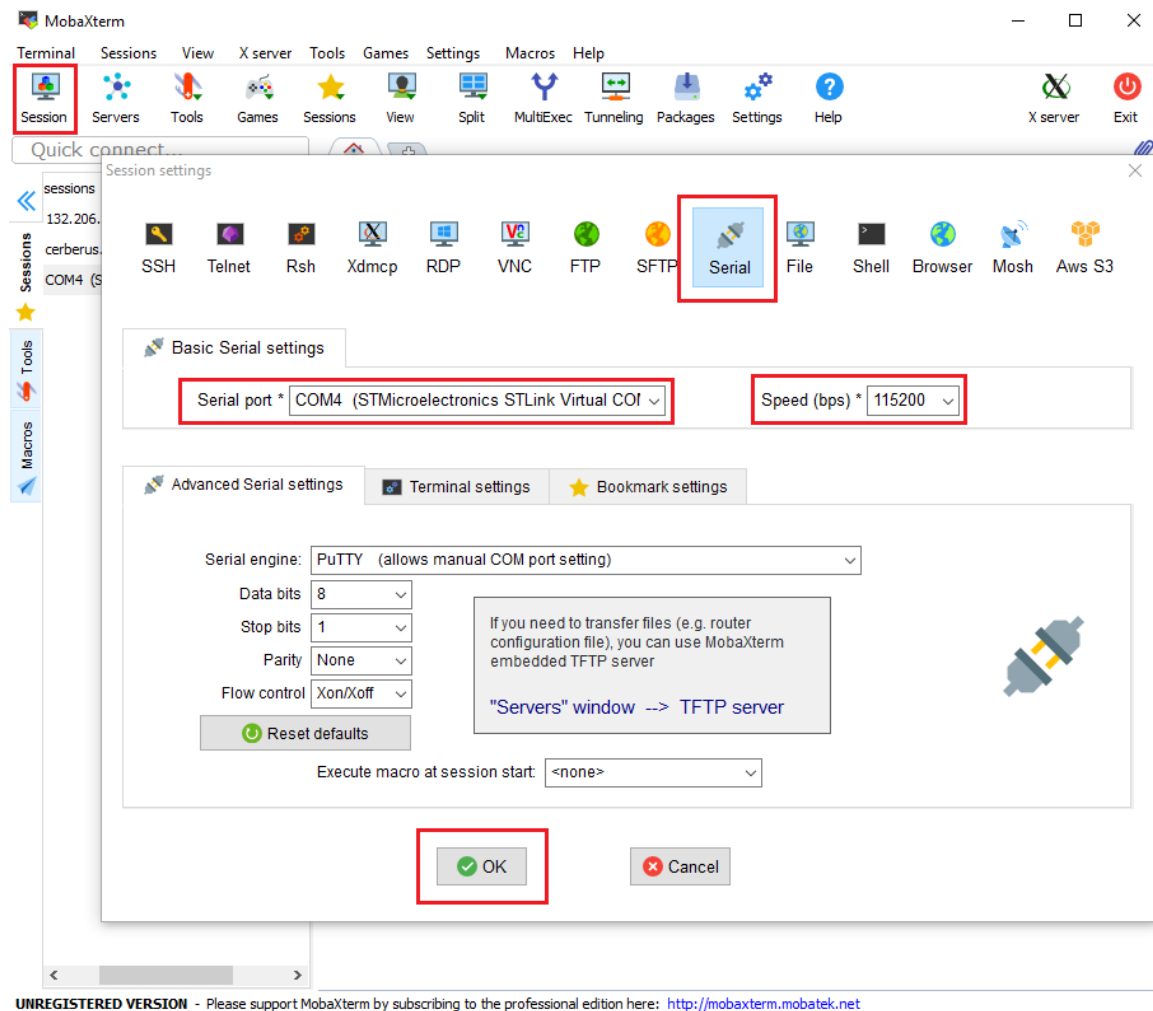 MobaXterm
Terminal Sessions View X server Tools Games Settings Macros Help
Session Servers Tools Games Sessions View Split MultiExec Tunneling Packages Settings Help X server Exit
Quick connect...
Session settings
sessions
132.206.
cerberus.
COM4 (S
Sessions
Tools
Macros
SSH Telnet Rsh Xdmcp RDP VNC FTP SFTP Serial File Shell Browser Mosh Aws S3
Basic Serial settings
Serial port * COM4 (STMicroelectronics STLink Virtual COM Speed (bps) * 115200
Advanced Serial settings Terminal settings Bookmark settings
Serial engine: PuTTY (allows manual COM port setting)
Data bits 8
Stop bits 1
Parity None
Flow control Xon/Xoff
Reset defaults
If you need to transfer files (e.g. router
configuration file), you can use MobaXterm
embedded TFTP server
"Servers" window --> TFTP server
Execute macro at session start: <none>
OK Cancel
UNREGISTERED VERSION - Please support MobaXterm by subscribing to the professional edition here: http://mobaxterm.mobatek.net